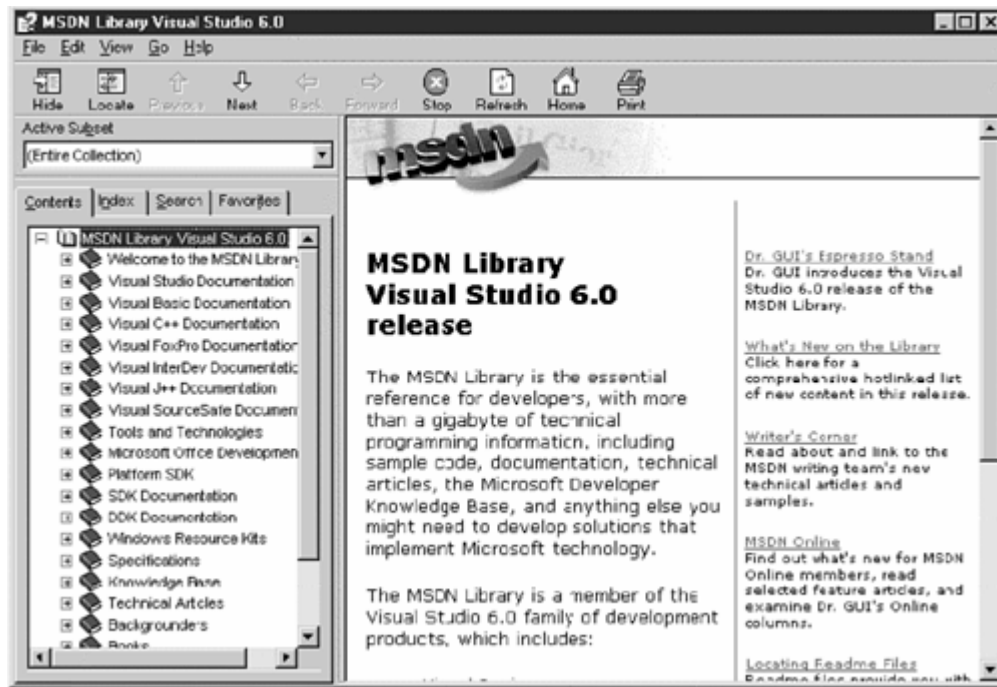 MSDN Library Visual Studio 6.0
File Edit View Go Help
Hide Locate Previous Next Back Forward Stop Refresh Home Print
Active Subset
(Entire Collection)
Contents Index Search Favorites
MSDN Library Visual Studio 6.0
Welcome to the MSDN Library
Visual Studio Documentation
Visual Basic Documentation
Visual C++ Documentation
Visual FoxPro Documentation
Visual InterDev Documentatic
Visual J++ Documentation
Visual SourceSafe Documen
Tools and Technologies
Microsoft Office Developmen
Platform SDK
SDK Documentation
DDK Documentation
Windows Resource Kits
Specifications
Knowledge Base
Technical Articles
Backgrounders
Books
msdn
MSDN Library
Visual Studio 6.0
release
The MSDN Library is the essential
reference for developers, with more
than a gigabyte of technical
programming information, including
sample code, documentation, technical
articles, the Microsoft Developer
Knowledge Base, and anything else you
might need to develop solutions that
implement Microsoft technology.
The MSDN Library is a member of the
Visual Studio 6.0 family of development
products, which includes:
Dr. GUI's Espresso Stand
Dr. GUI introduces the Visual
Studio 6.0 release of the
MSDN Library.
What's New on the Library
Click here for a
comprehensive hotlinked list
of new content in this release.
Writer's Corner
Read about and link to the
MSDN writing team's new
technical articles and
samples.
MSDN Online
Find out what's new for MSDN
Online members, read
selected feature articles, and
examine Dr. GUI's Online
columns.
Locating Readme Files
Readme files provide you with